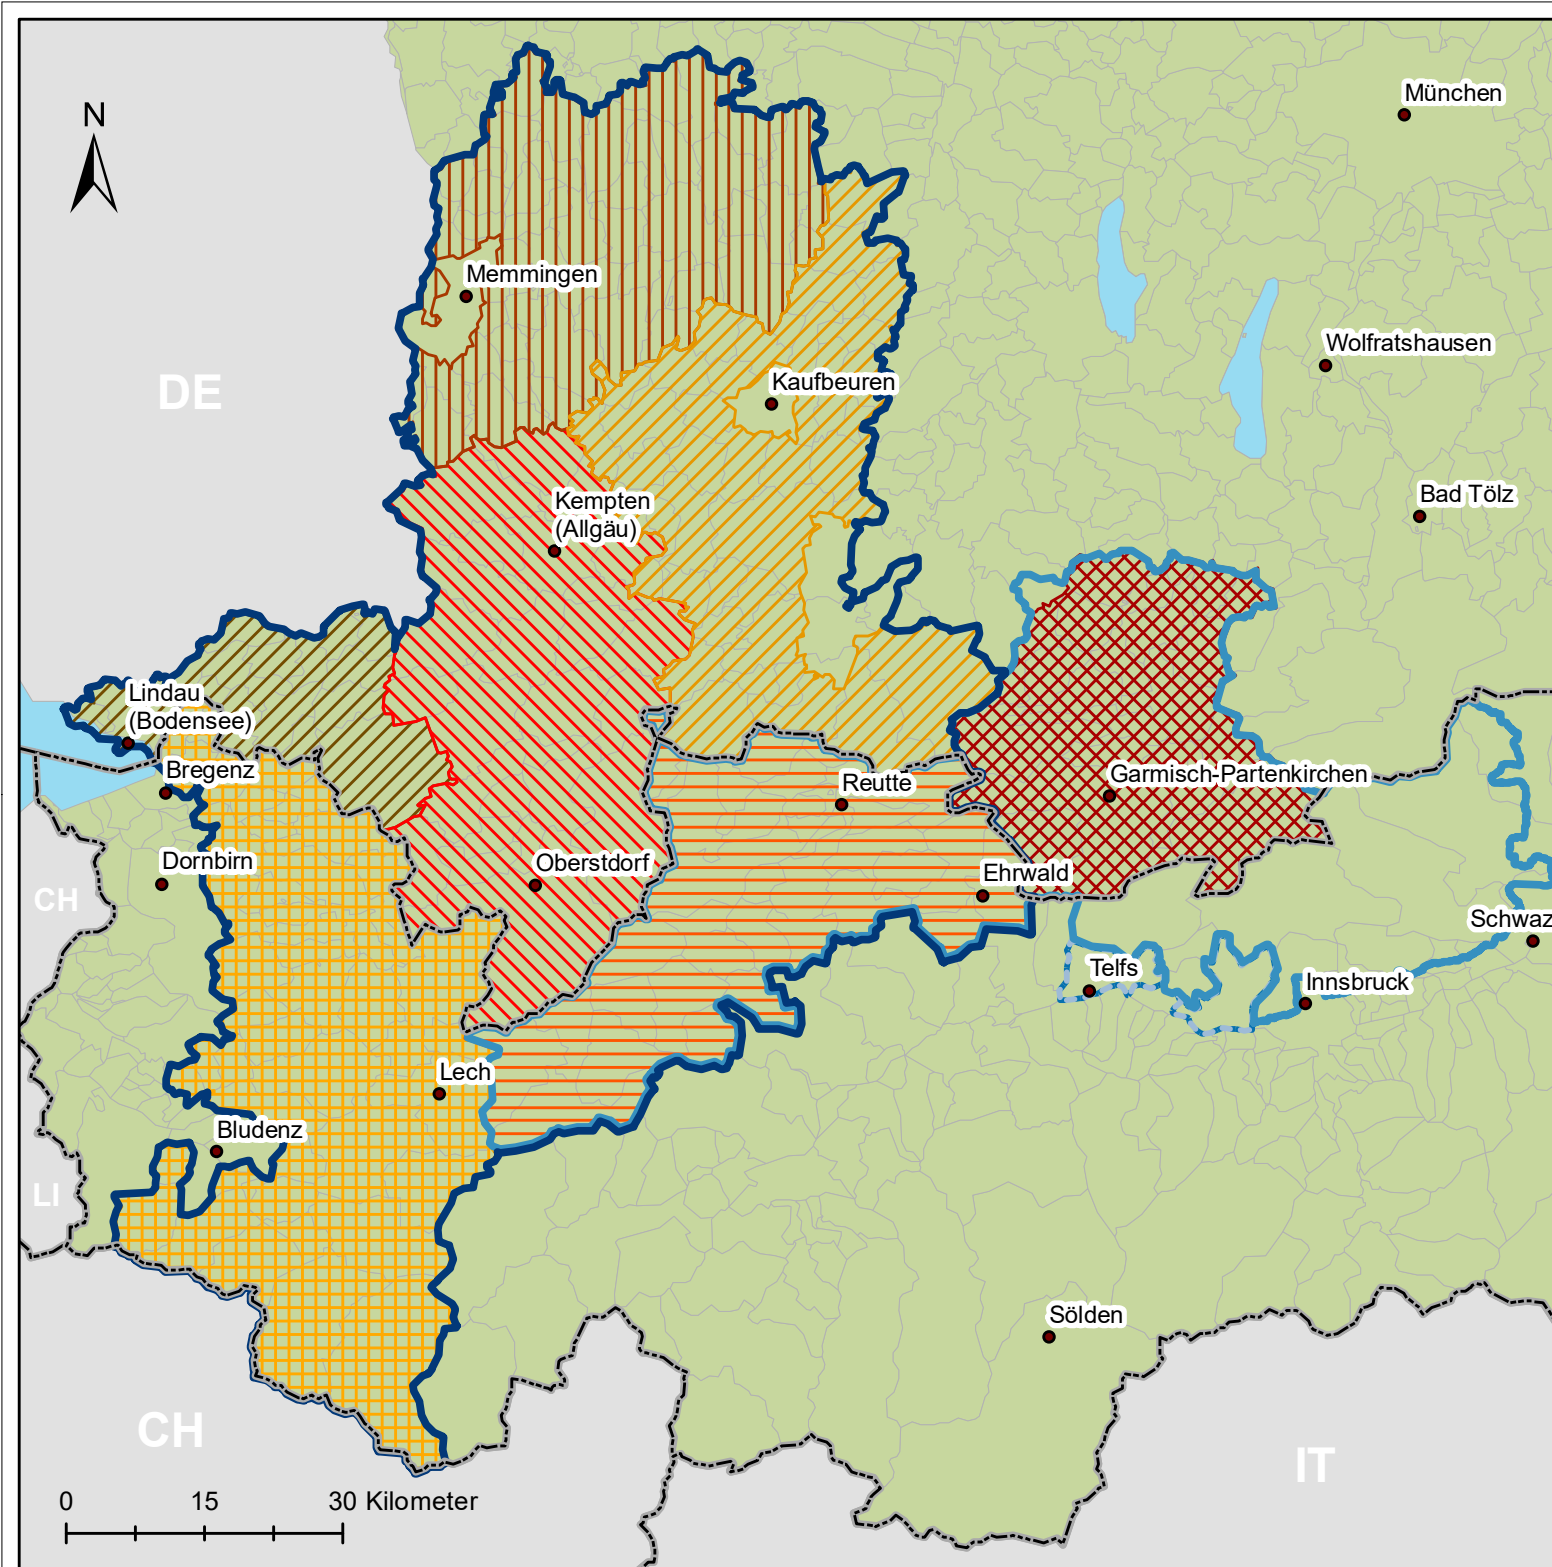 München
N
Memmingen
Wolfratshausen
DE
Kaufbeuren
Kempten
(Allgäu)
Bad Tölz
Lindau
(Bodensee)
Bregenz
Reutte
Garmisch-Partenkirchen
Dornbirn
Oberstdorf
Ehrwald
CH
Schwaz
Telfs
Innsbruck
Lech
Bludenz
LI
Sölden
CH
IT
0 15 30 Kilometer